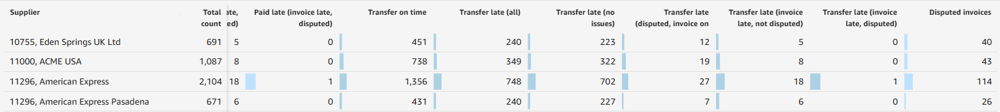 Supplier Total count ate, ed) Paid late (invoice late, disputed) Transfer on time Transfer late (all) Transfer late (no issues) Transfer late (disputed, invoice on Transfer late (invoice late, not disputed) Transfer late (invoice late, disputed) Disputed invoices
10755, Eden Springs UK Ltd 691 5 0 451 240 223 12 5 0 40
11000, ACME USA 1,087 8 0 738 349 322 19 8 0 43
11296, American Express 2,104 18 1 1,356 748 702 27 18 1 114
11296, American Express Pasadena 671 6 0 431 240 227 7 6 0 26